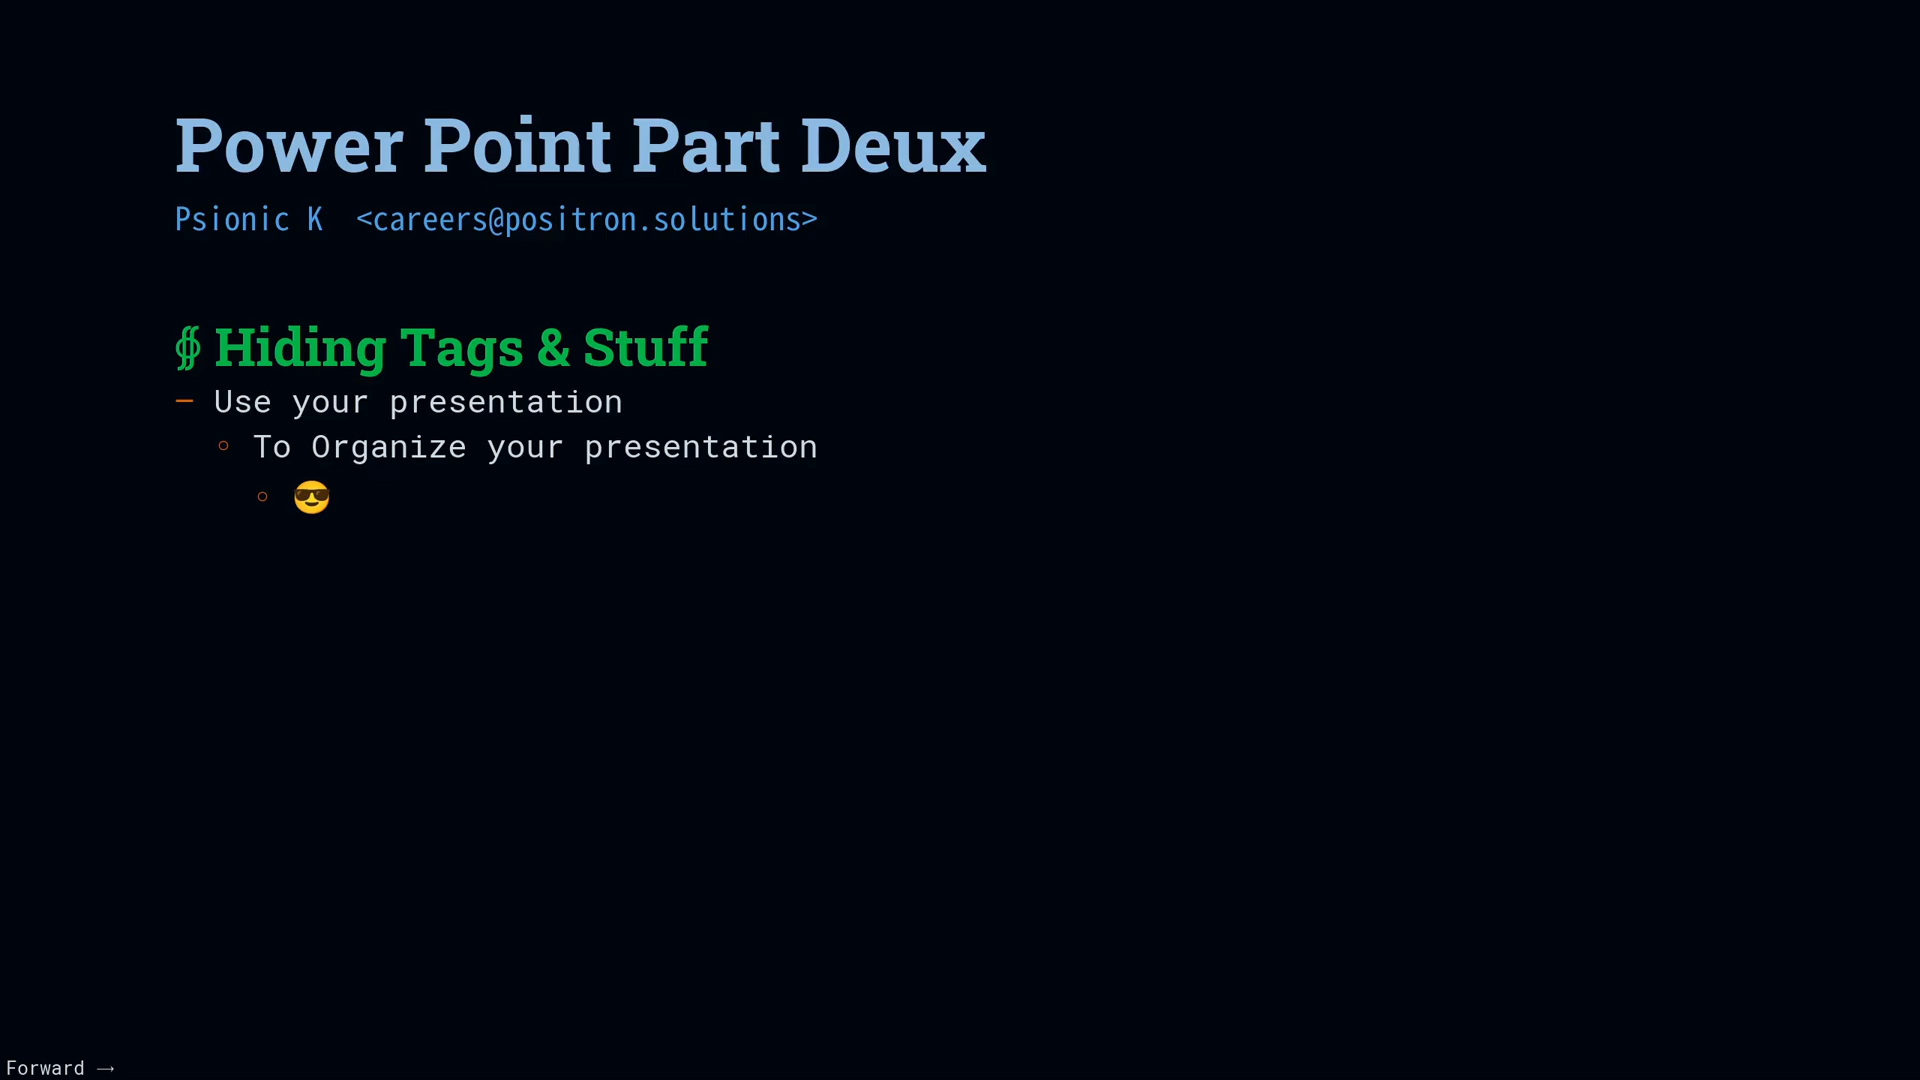 Power Point Part Deux
Psionic K  <careers@positron.solutions>
∯ Hiding Tags & Stuff
– Use your presentation
◦ To Organize your presentation
◦ 😎
Forward →